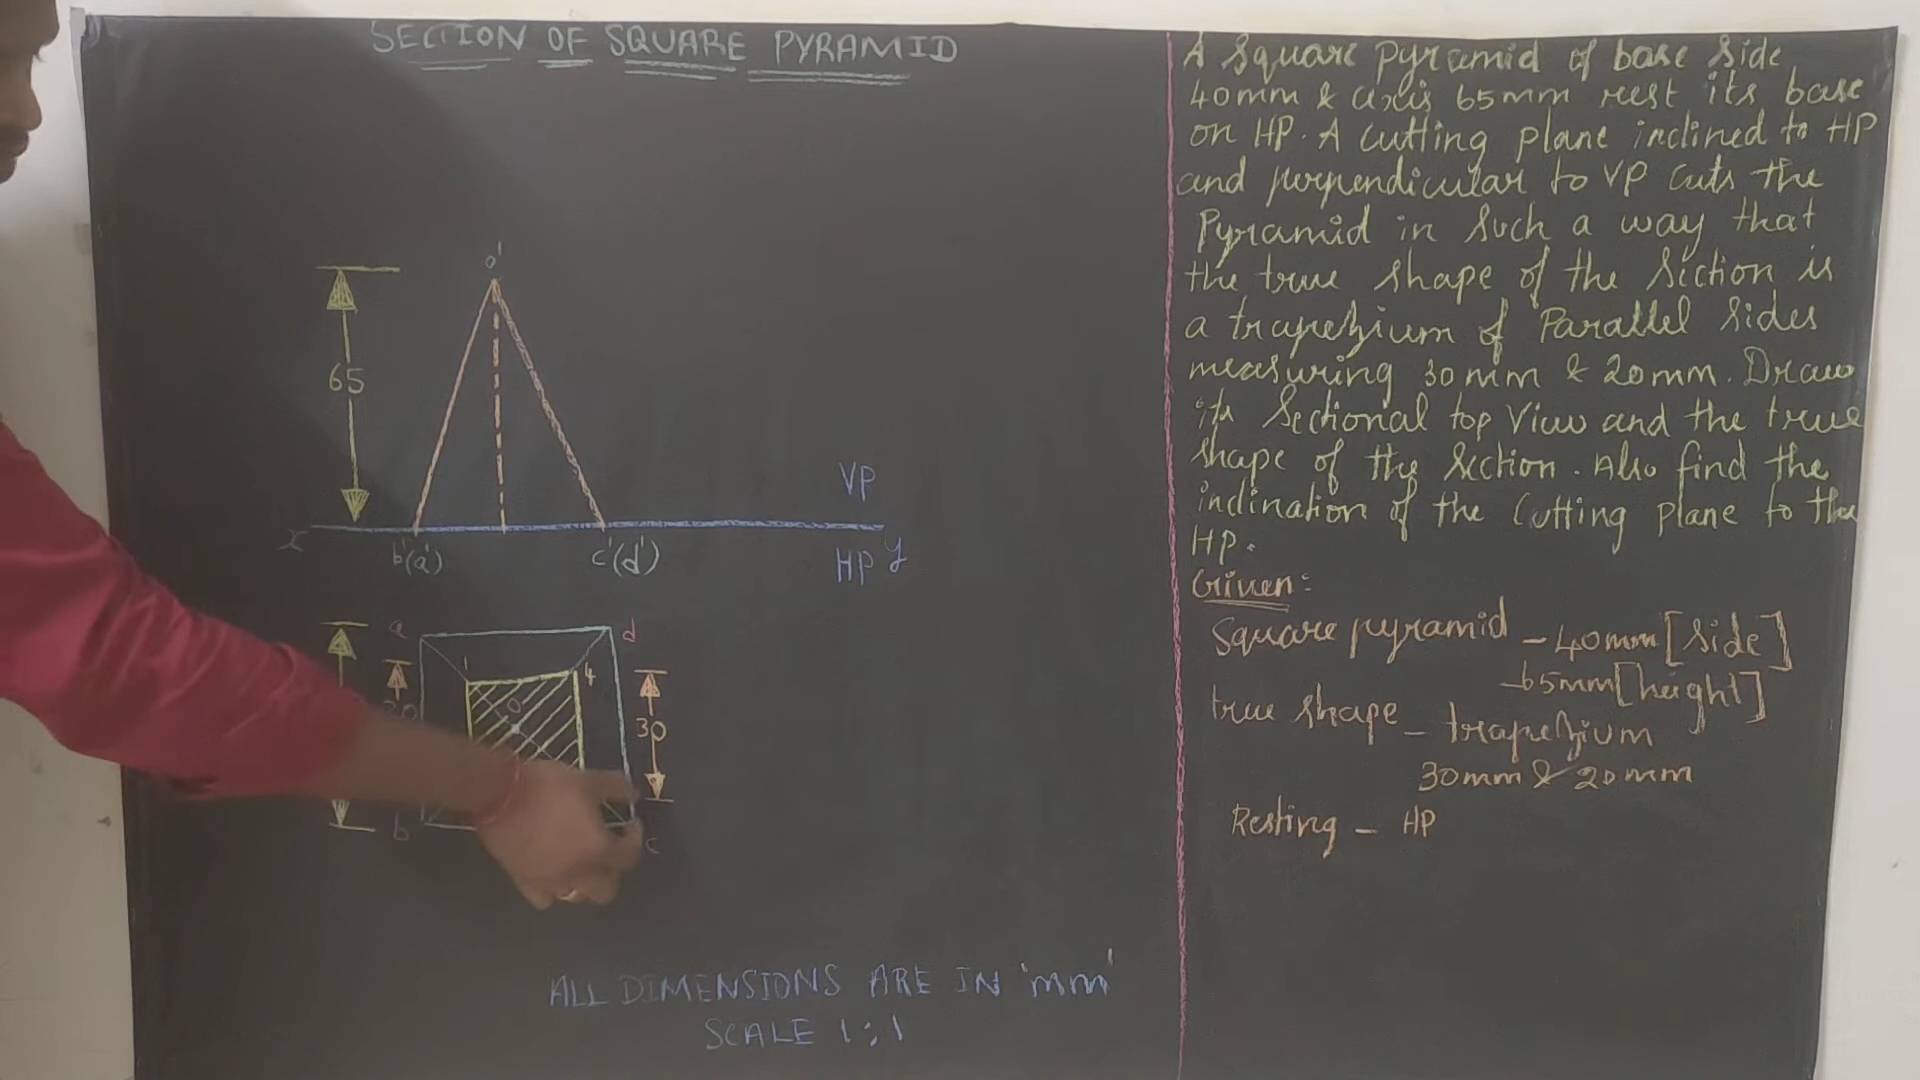 SECTION OF SQUARE PYRAMID
o'
65
VP
x
b'(a')
c'(d')
HP
y
a
d
1
4
o
30
b
c
ALL DIMENSIONS ARE IN 'mm'
SCALE 1:1
A Square Pyramid of base Side
40mm & axis 65mm rest its base
on HP. A Cutting plane inclined to HP
and perpendicular to VP Cuts the
Pyramid in Such a way that
the true shape of the Section is
a trapezium of Parallel Sides
measuring 30mm & 20mm. Draw
its Sectional top View and the true
shape of the Section. Also find the
inclination of the Cutting plane to the
HP.
Given:
Square pyramid - 40mm [Side]
-65mm[height]
true shape - trapezium
30mm & 20mm
Resting - HP